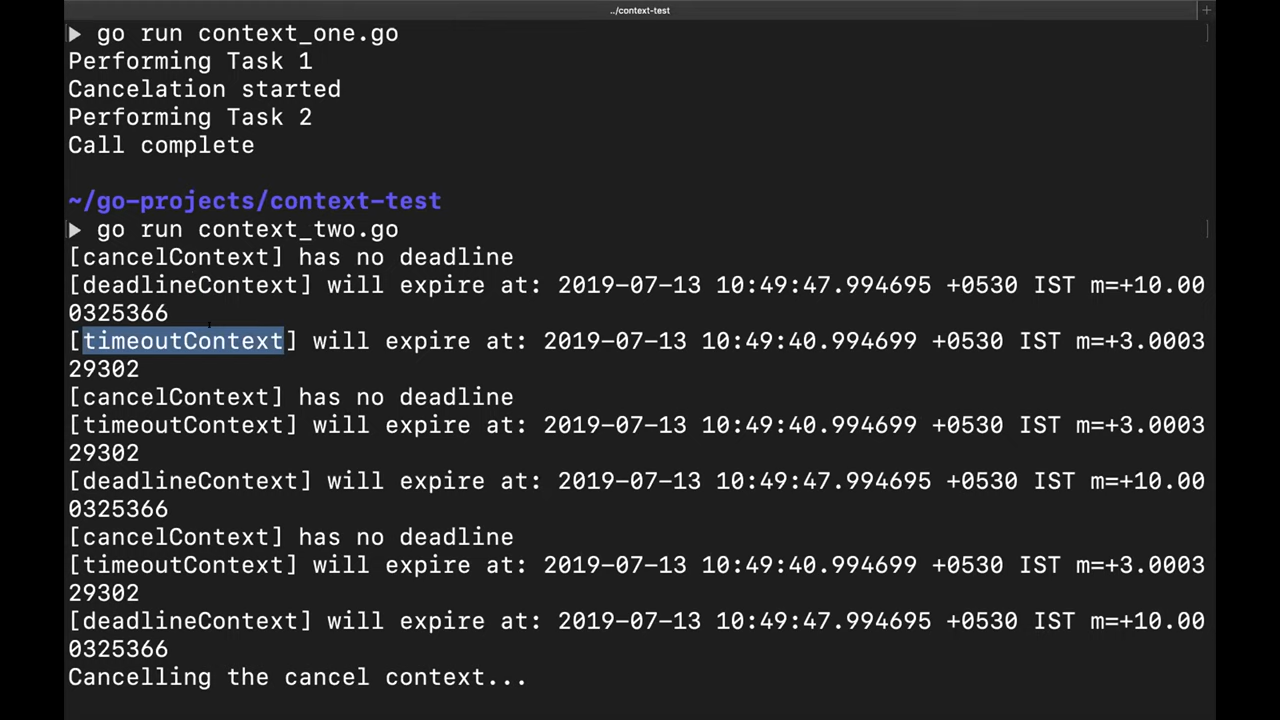 ../context-test
+
▶ go run context_one.go
Performing Task 1
Cancelation started
Performing Task 2
Call complete
~/go-projects/context-test
▶ go run context_two.go
[cancelContext] has no deadline
[deadlineContext] will expire at: 2019-07-13 10:49:47.994695 +0530 IST m=+10.00
0325366
[timeoutContext] will expire at: 2019-07-13 10:49:40.994699 +0530 IST m=+3.0003
29302
[cancelContext] has no deadline
[timeoutContext] will expire at: 2019-07-13 10:49:40.994699 +0530 IST m=+3.0003
29302
[deadlineContext] will expire at: 2019-07-13 10:49:47.994695 +0530 IST m=+10.00
0325366
[cancelContext] has no deadline
[timeoutContext] will expire at: 2019-07-13 10:49:40.994699 +0530 IST m=+3.0003
29302
[deadlineContext] will expire at: 2019-07-13 10:49:47.994695 +0530 IST m=+10.00
0325366
Cancelling the cancel context...